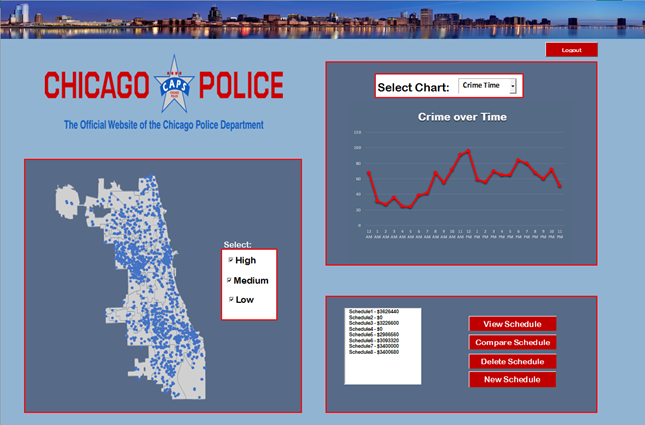 Logout
CHICAGO CAPS POLICE
The Official Website of the Chicago Police Department
Select Chart: Crime Time
Crime over Time
120
100
80
60
40
20
0
12 1 2 3 4 5 6 7 8 9 10 11 12 1 2 3 4 5 6 7 8 9 10 11
AM AM AM AM AM AM AM AM AM AM AM AM PM PM PM PM PM PM PM PM PM PM PM PM
Select:
High
Medium
Low
Schedule1 - $3626440
Schedule2 - $0
Schedule3 - $3226600
Schedule4 - $0
Schedule5 - $2986580
Schedule6 - $3093320
Schedule7 - $3400000
Schedule8 - $3400680
View Schedule
Compare Schedule
Delete Schedule
New Schedule